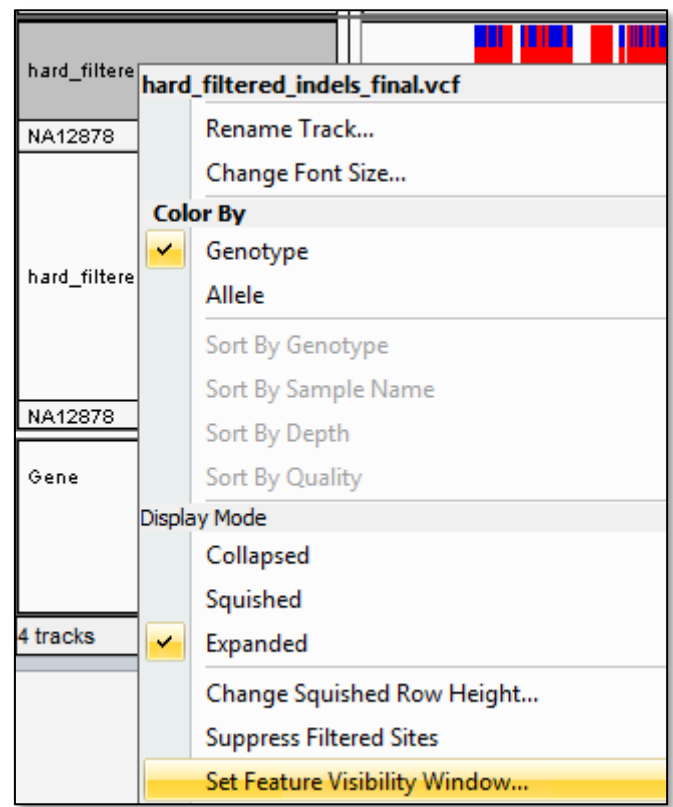 hard_filtere
hard_filtered_indels_final.vcf
NA12878
Rename Track...
Change Font Size...
Color By
Genotype
hard_filtere
Allele
Sort By Genotype
Sort By Sample Name
NA12878
Sort By Depth
Gene
Sort By Quality
Display Mode
Collapsed
Squished
4 tracks
Expanded
Change Squished Row Height...
Suppress Filtered Sites
Set Feature Visibility Window...